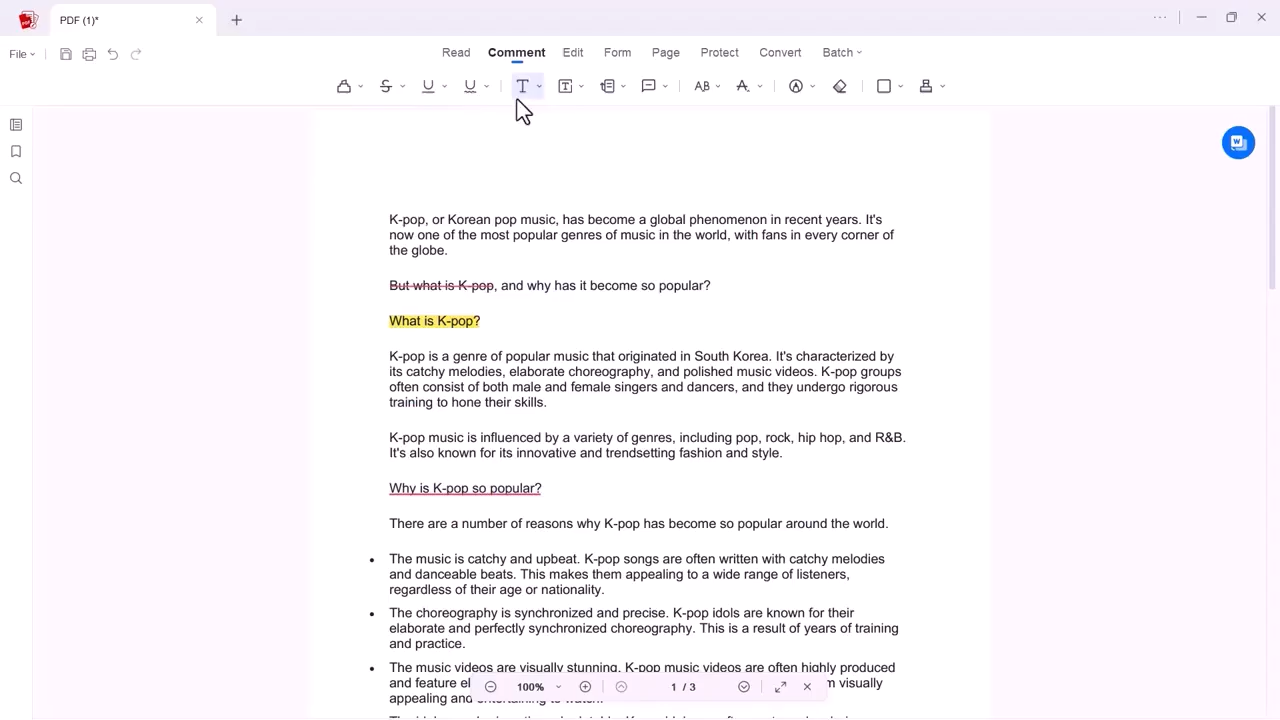 PDF (1)*
File
Read Comment Edit Form Page Protect Convert Batch
K-pop, or Korean pop music, has become a global phenomenon in recent years. It's
now one of the most popular genres of music in the world, with fans in every corner of
the globe.
But what is K-pop, and why has it become so popular?
What is K-pop?
K-pop is a genre of popular music that originated in South Korea. It's characterized by
its catchy melodies, elaborate choreography, and polished music videos. K-pop groups
often consist of both male and female singers and dancers, and they undergo rigorous
training to hone their skills.
K-pop music is influenced by a variety of genres, including pop, rock, hip hop, and R&B.
It's also known for its innovative and trendsetting fashion and style.
Why is K-pop so popular?
There are a number of reasons why K-pop has become so popular around the world.
• The music is catchy and upbeat. K-pop songs are often written with catchy melodies
and danceable beats. This makes them appealing to a wide range of listeners,
regardless of their age or nationality.
• The choreography is synchronized and precise. K-pop idols are known for their
elaborate and perfectly synchronized choreography. This is a result of years of training
and practice.
• The music videos are visually stunning. K-pop music videos are often highly produced
and feature visually
100% 1 / 3
appealing and entertaining to watch.